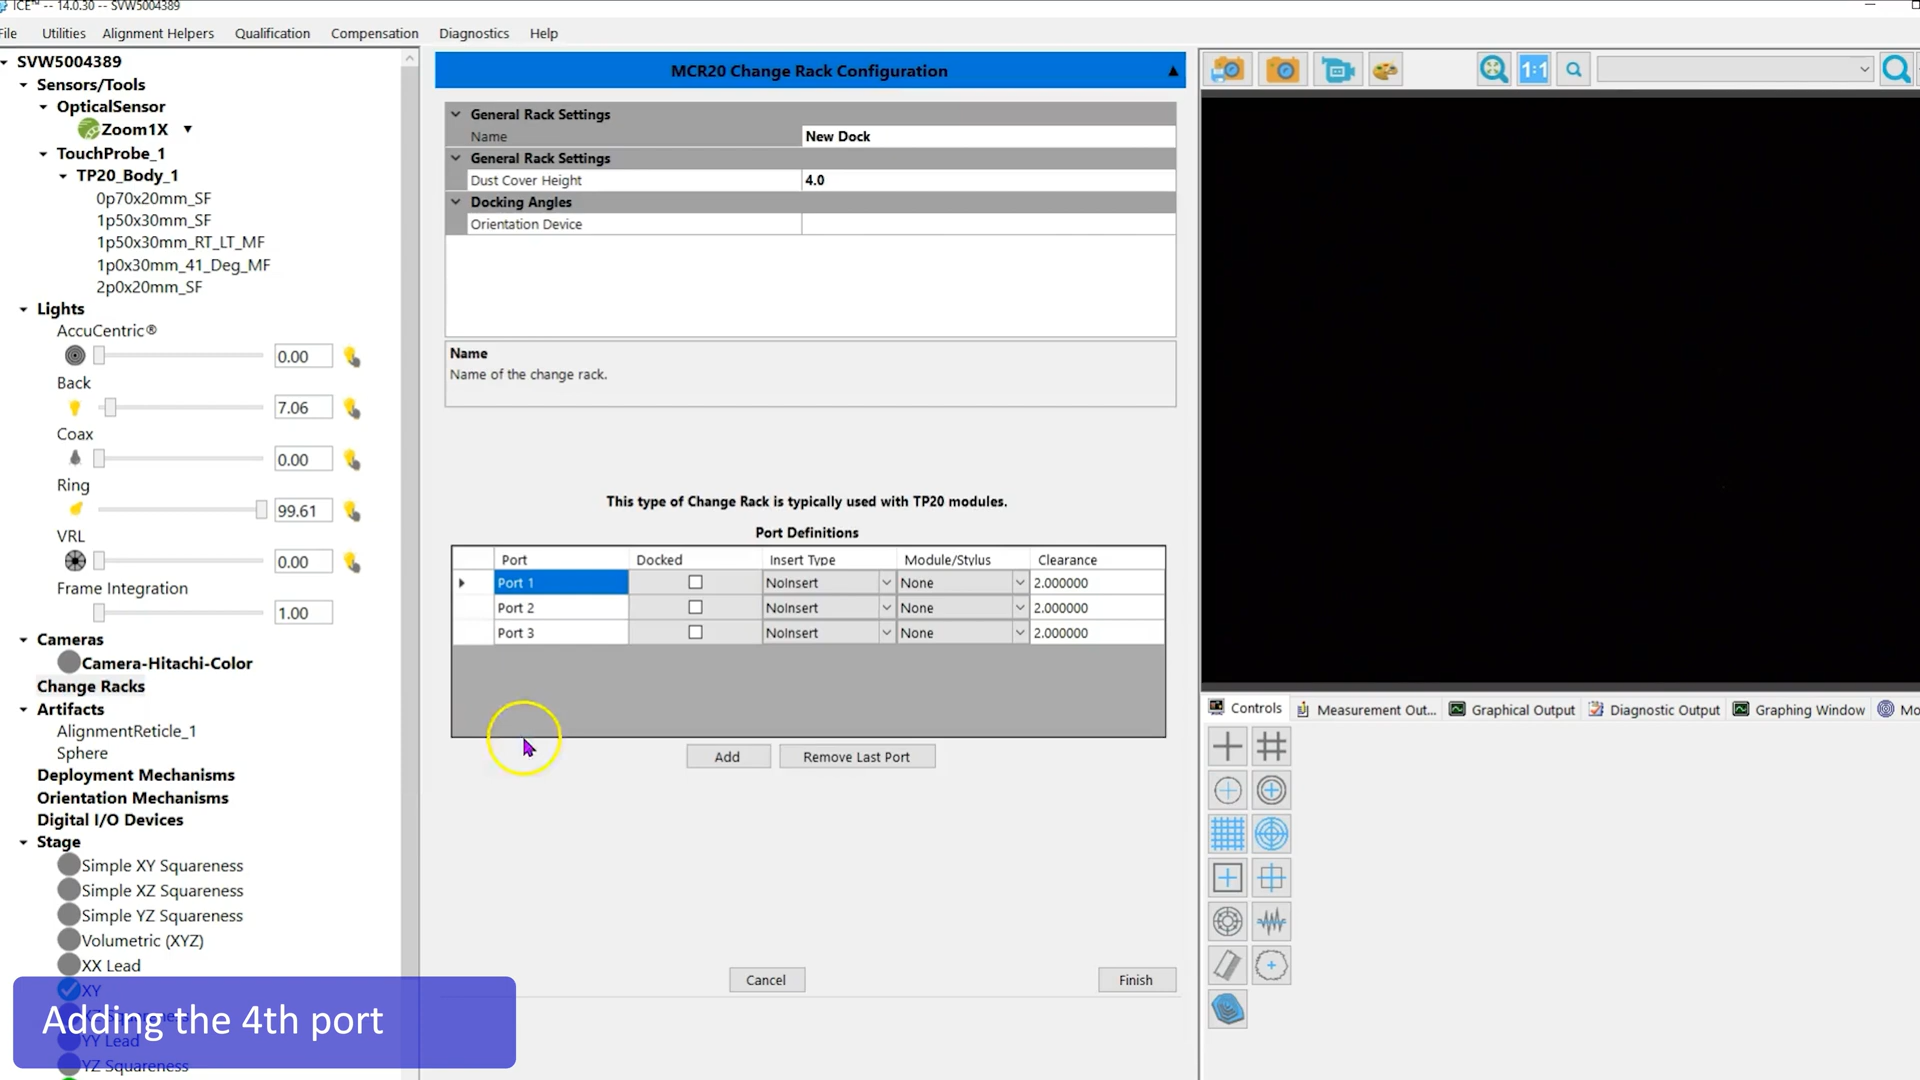 ICE™ -- 14.0.30 -- SVW5004389
File Utilities Alignment Helpers Qualification Compensation Diagnostics Help
SVW5004389
Sensors/Tools
OpticalSensor
Zoom1X
TouchProbe_1
TP20_Body_1
0p70x20mm_SF
1p50x30mm_SF
1p50x30mm_RT_LT_MF
1p0x30mm_41_Deg_MF
2p0x20mm_SF
Lights
AccuCentric®
0.00
Back
7.06
Coax
0.00
Ring
99.61
VRL
0.00
Frame Integration
1.00
Cameras
Camera-Hitachi-Color
Change Racks
Artifacts
AlignmentReticle_1
Sphere
Deployment Mechanisms
Orientation Mechanisms
Digital I/O Devices
Stage
Simple XY Squareness
Simple XZ Squareness
Simple YZ Squareness
Volumetric (XYZ)
XX Lead
XY
YY Lead
YZ Squareness
Adding the 4th port
MCR20 Change Rack Configuration
General Rack Settings
Name New Dock
General Rack Settings
Dust Cover Height 4.0
Docking Angles
Orientation Device
Name
Name of the change rack.
This type of Change Rack is typically used with TP20 modules.
Port Definitions
Port Docked Insert Type Module/Stylus Clearance
Port 1 NoInsert None 2.000000
Port 2 NoInsert None 2.000000
Port 3 NoInsert None 2.000000
Add Remove Last Port
Cancel Finish
1:1
Controls Measurement Out... Graphical Output Diagnostic Output Graphing Window Mo